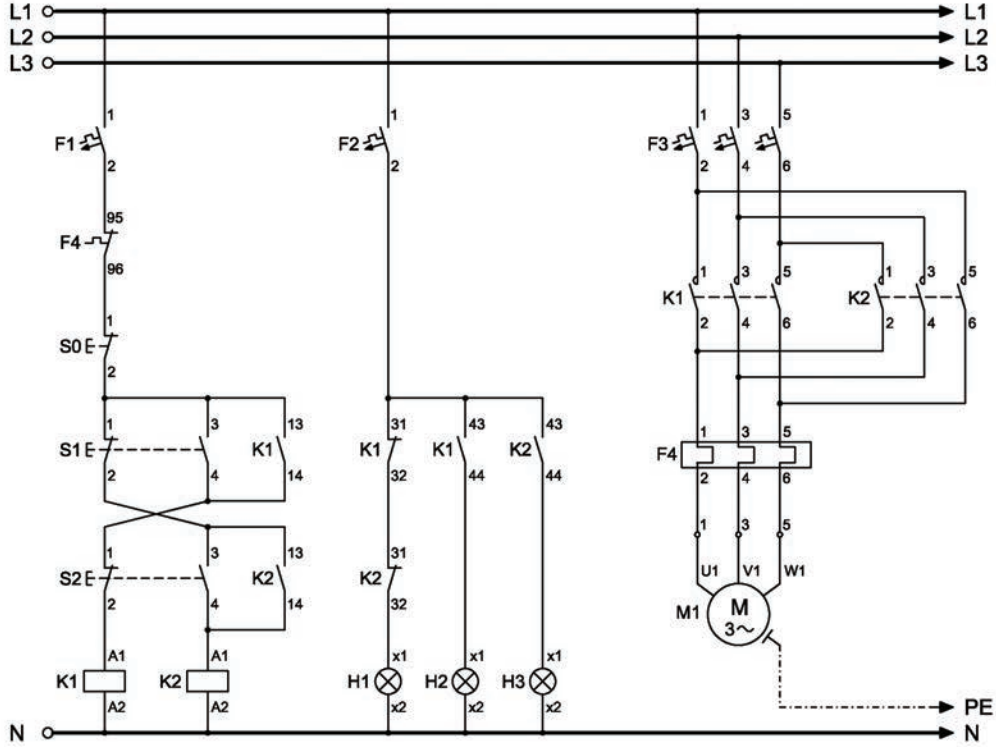 L1 L1
L2 L2
L3 L3
1 1 1 3 5
F1 F2 F3
2 2 2 4 6
95
F4
96
1 3 5 1 3 5
K1 K2
2 4 6 2 4 6
1
S0
2
1 3 13 31 43 43 1 3 5
S1 K1 K1 K1 K2 F4
2 4 14 32 44 44 2 4 6
1 3 5
1 3 13 31
S2 K2 K2 U1 V1 W1
2 4 14 32
M1 M
3~
A1 A1 x1 x1 x1
K1 K2 H1 H2 H3
A2 A2 x2 x2 x2
PE
N N